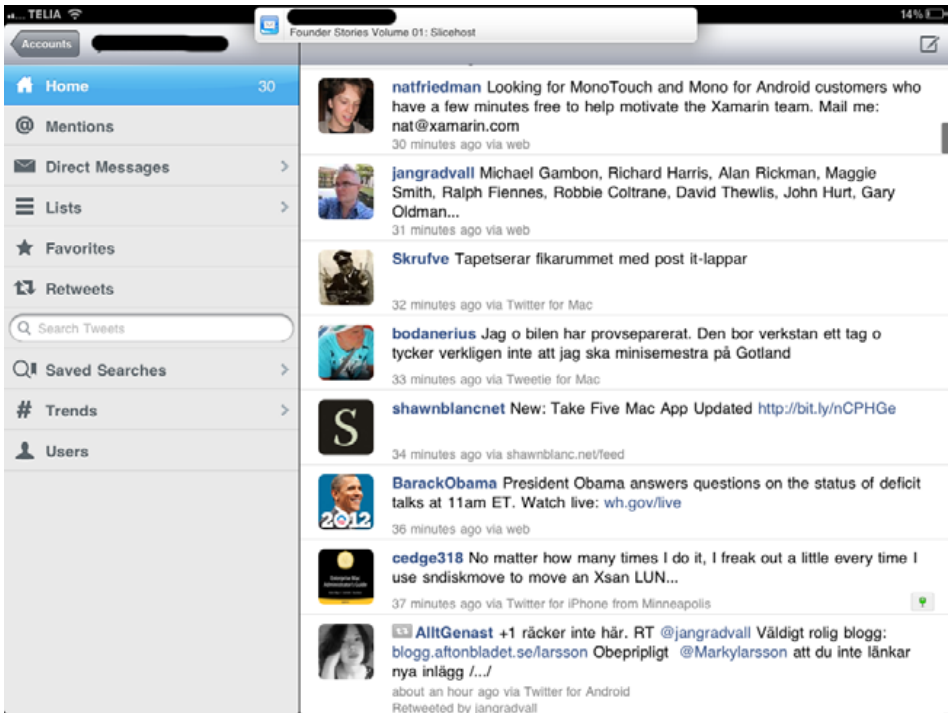 TELIA
14%
Founder Stories Volume 01: Slicehost
Accounts
Home 30
Mentions
Direct Messages
Lists
Favorites
Retweets
Search Tweets
Saved Searches
# Trends
Users
natfriedman Looking for MonoTouch and Mono for Android customers who
have a few minutes free to help motivate the Xamarin team. Mail me:
nat@xamarin.com
30 minutes ago via web
jangradvall Michael Gambon, Richard Harris, Alan Rickman, Maggie
Smith, Ralph Fiennes, Robbie Coltrane, David Thewlis, John Hurt, Gary
Oldman...
31 minutes ago via web
Skrufve Tapetserar fikarummet med post it-lappar
32 minutes ago via Twitter for Mac
bodanerius Jag o bilen har provseparerat. Den bor verkstan ett tag o
tycker verkligen inte att jag ska minisemestra på Gotland
33 minutes ago via Tweetie for Mac
S
shawnblancnet New: Take Five Mac App Updated http://bit.ly/nCPHGe
34 minutes ago via shawnblanc.net/feed
BarackObama President Obama answers questions on the status of deficit
talks at 11am ET. Watch live: wh.gov/live
2012
36 minutes ago via web
cedge318 No matter how many times I do it, I freak out a little every time I
use sndiskmove to move an Xsan LUN...
37 minutes ago via Twitter for iPhone from Minneapolis
AlltGenast +1 räcker inte här. RT @jangradvall Väldigt rolig blogg:
blogg.aftonbladet.se/larsson Obepripligt @Markylarsson att du inte länkar
nya inlägg /.../
about an hour ago via Twitter for Android
Retweeted by jangradvall